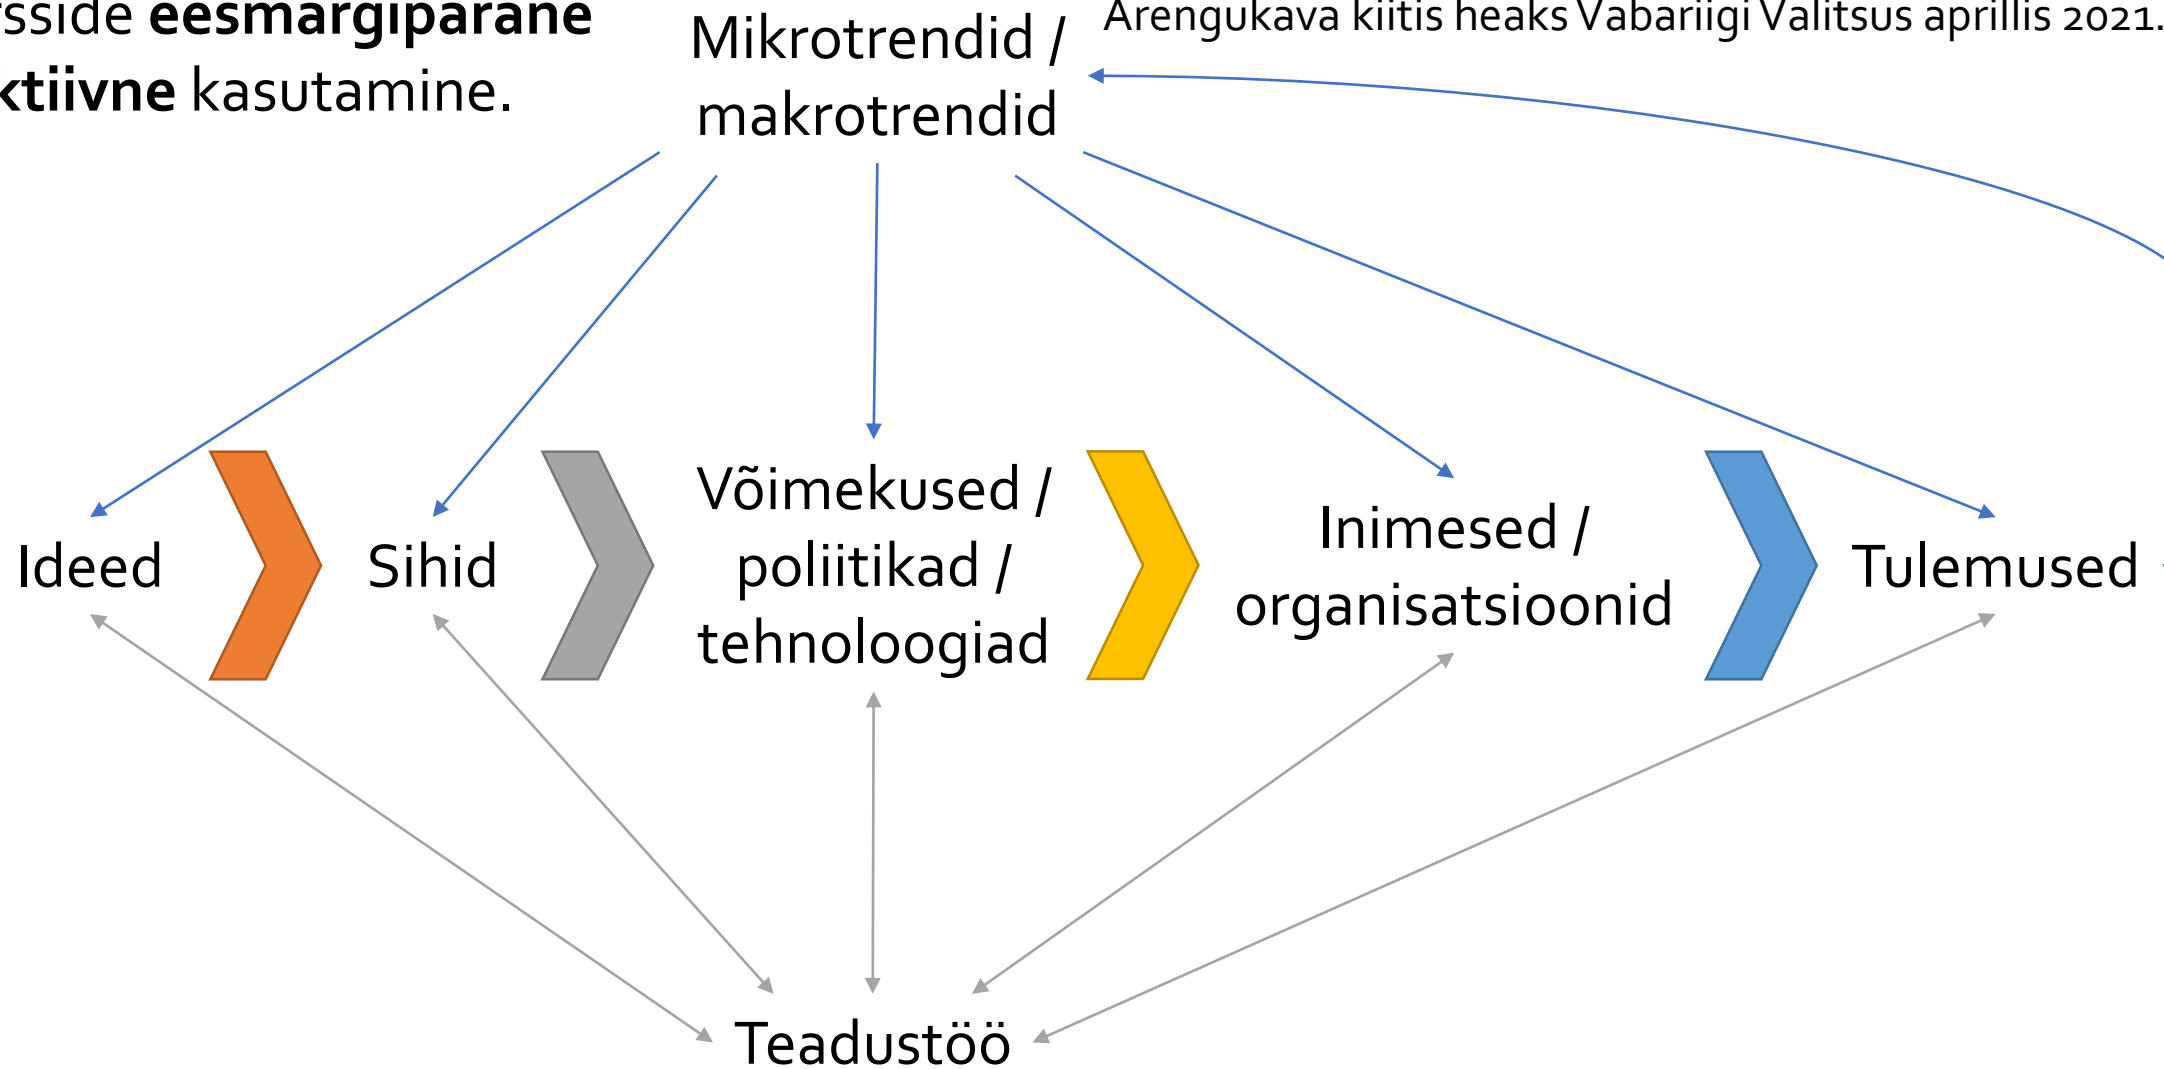 eesmärgipärane
kasutamine.
Arengukava kiitis heaks Vabariigi Valitsus aprillis 2021.
Mikrotrendid /
makrotrendid
Ideed
Sihid
Võimekused /
poliitikad /
tehnoloogiad
Inimesed /
organisatsioonid
Tulemused
Teadustöö